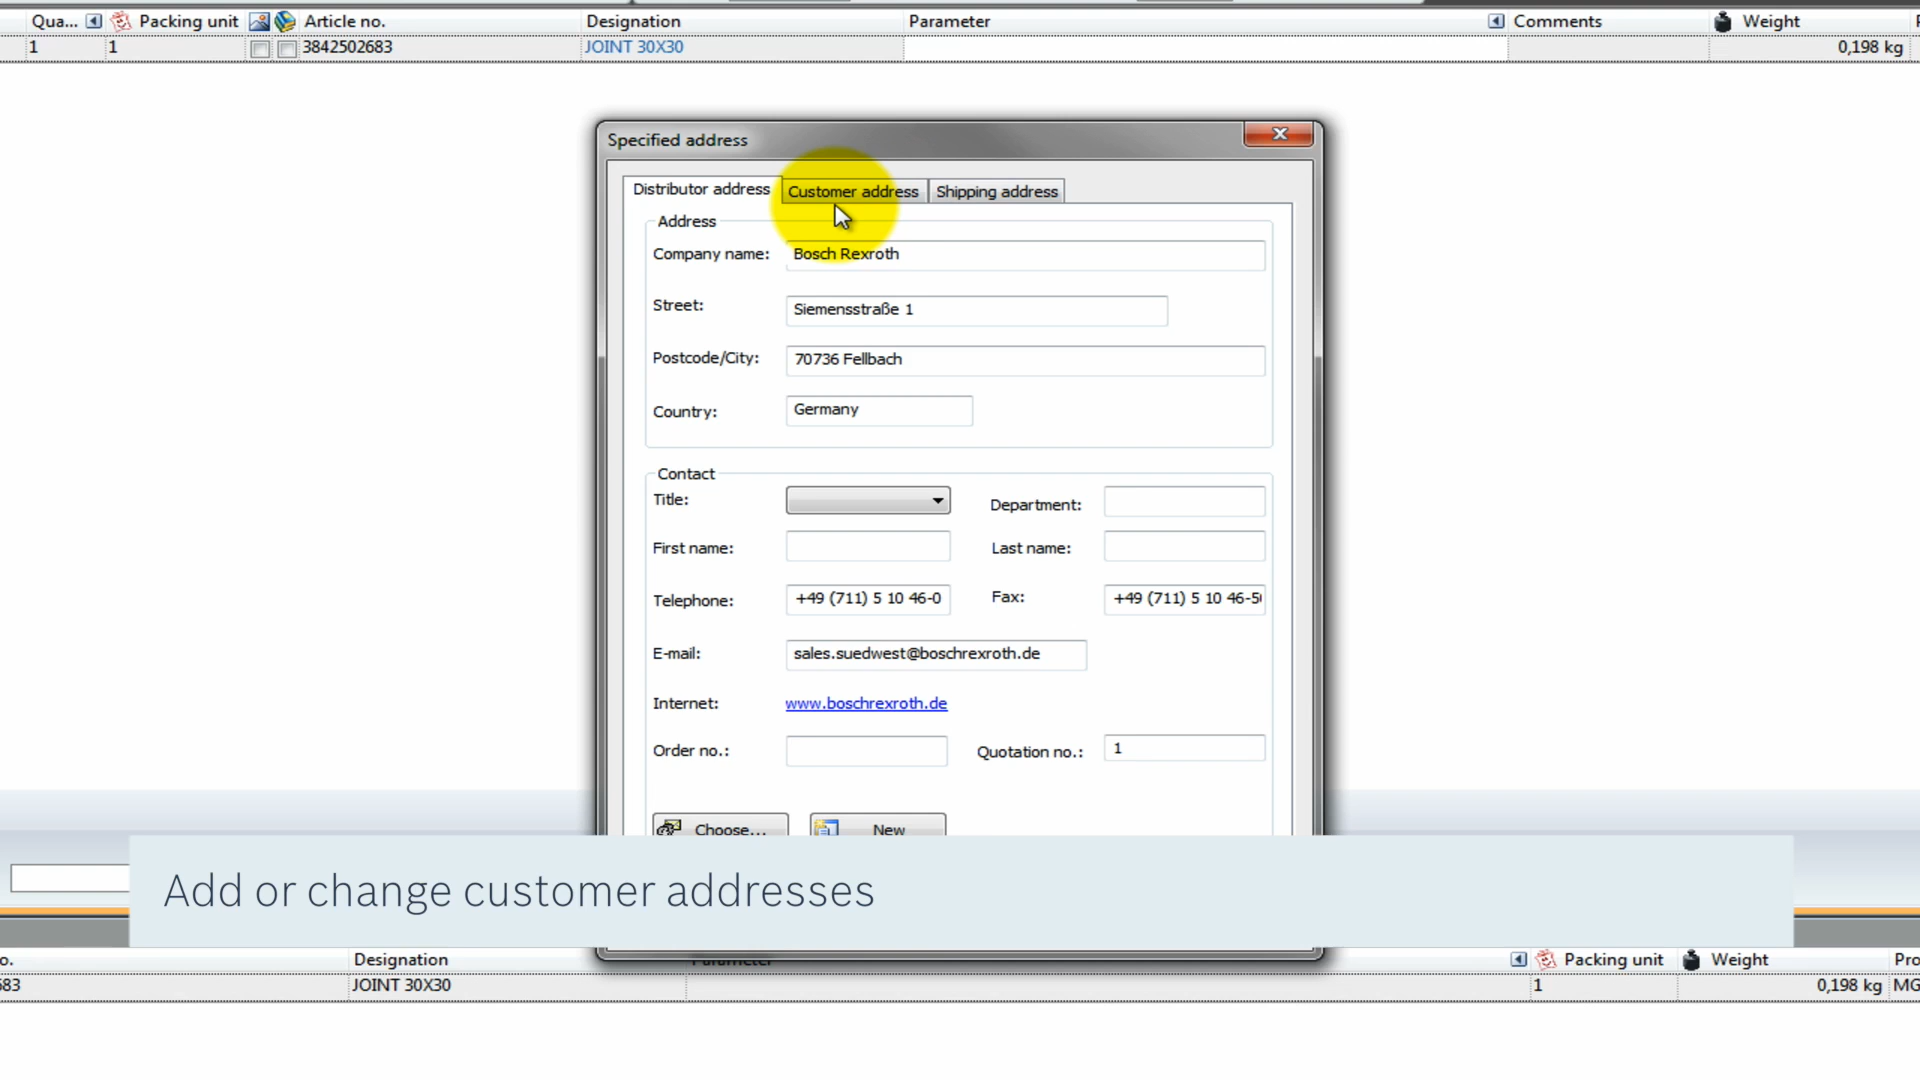 Qua... Packing unit Article no. Designation Parameter Comments Weight
1 1 3842502683 JOINT 30X30 0,198 kg
Specified address
Distributor address Customer address Shipping address
Address
Company name: Bosch Rexroth
Street: Siemensstraße 1
Postcode/City: 70736 Fellbach
Country: Germany
Contact
Title: Department:
First name: Last name:
Telephone: +49 (711) 5 10 46-0 Fax: +49 (711) 5 10 46-5
E-mail: sales.suedwest@boschrexroth.de
Internet: www.boschrexroth.de
Order no.: Quotation no.: 1
Choose... New
Add or change customer addresses
o. Designation Parameter Packing unit Weight Pro
683 JOINT 30X30 1 0,198 kg MG